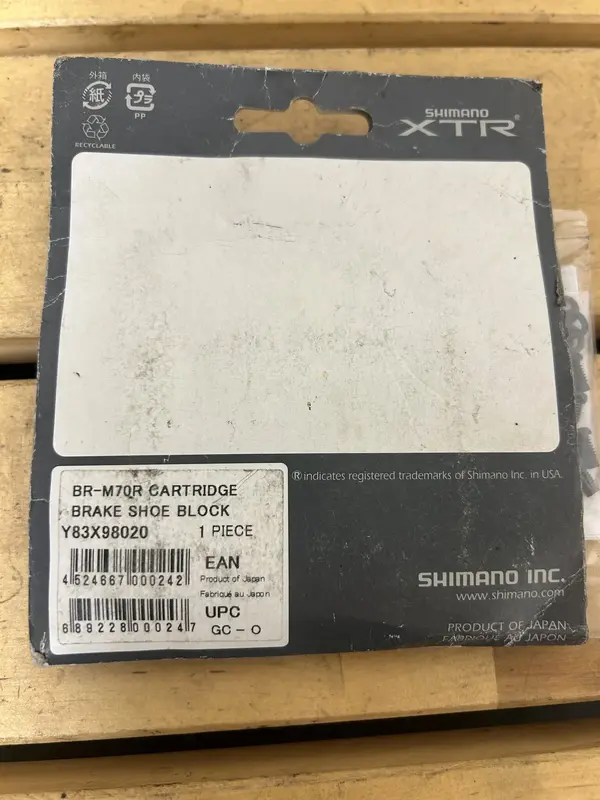 外箱
紙
内袋
プラ
PP
RECYCLABLE
SHIMANO
XTR®
® indicates registered trademarks of Shimano Inc. in USA.
BR-M70R CARTRIDGE
BRAKE SHOE BLOCK
Y83X98020 1 PIECE
EAN
4 524667 000242
Product of Japan
Fabriqué au Japon
UPC
6 89228 00024 7
GC - O
SHIMANO INC.
www.shimano.com
PRODUCT OF JAPAN
FABRIQUÉ AU JAPON